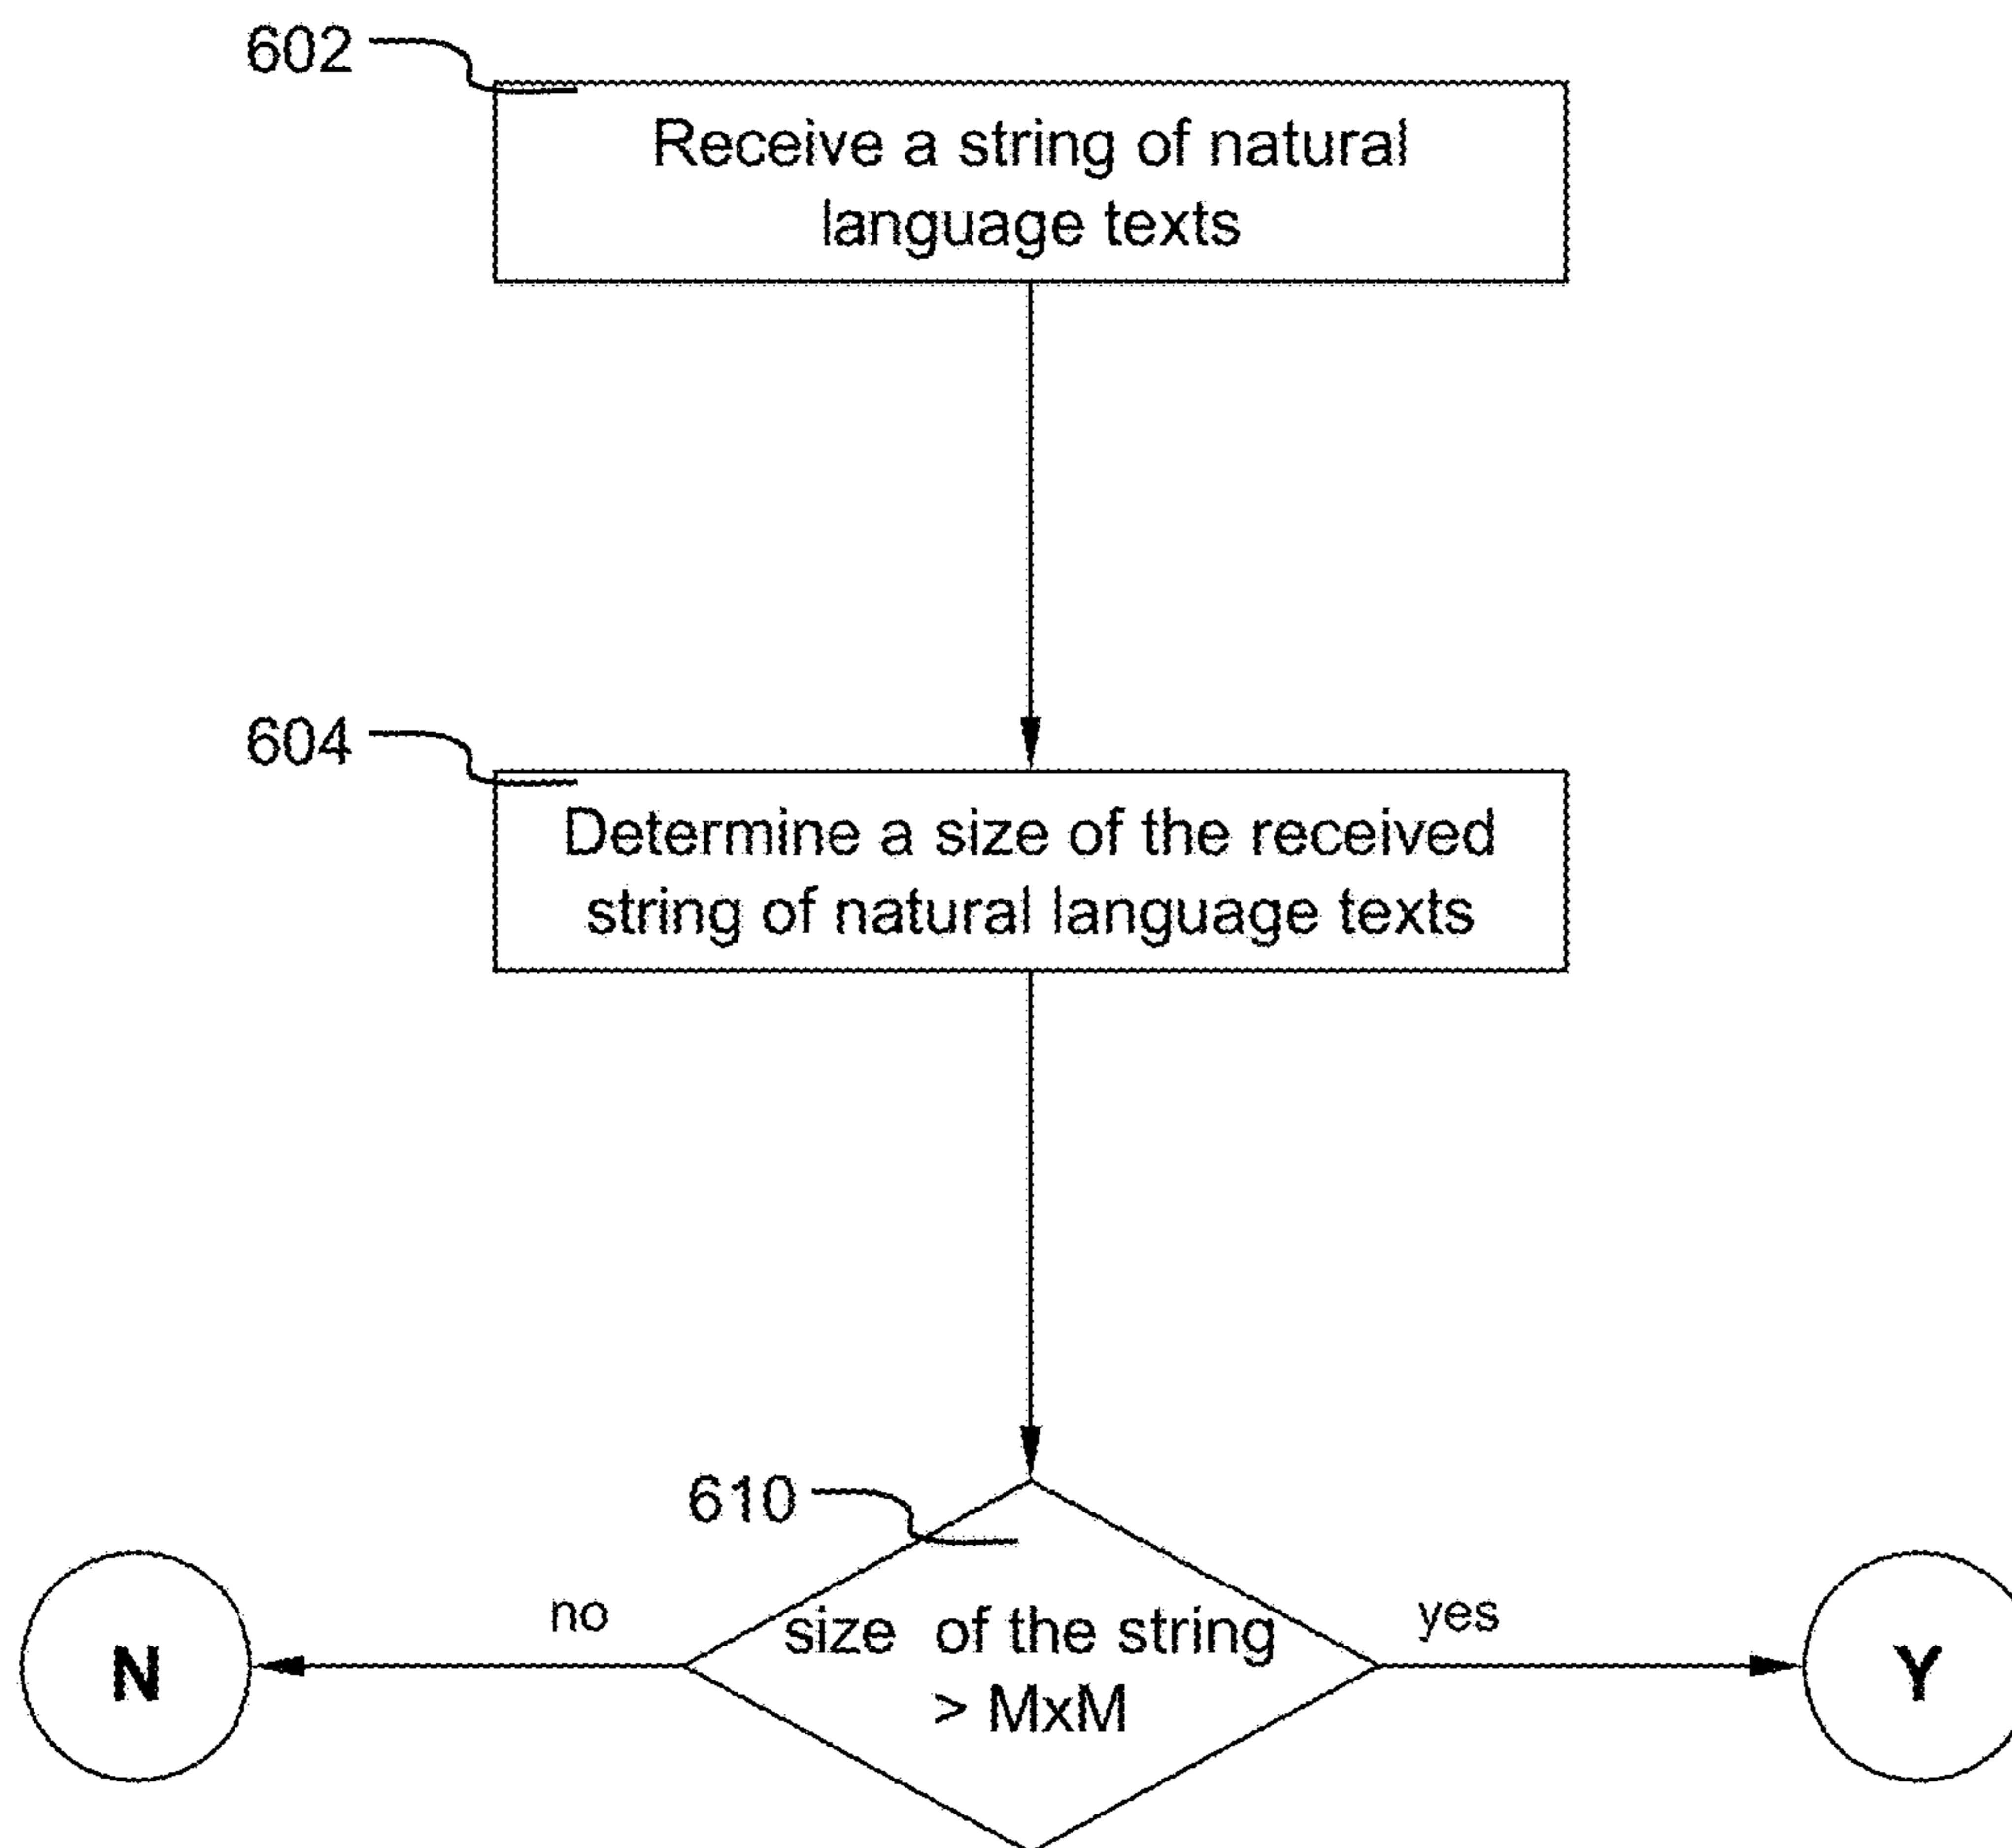 602
Receive a string of natural
language texts
604
Determine a size of the received
string of natural language texts
610
no
size of the string
yes
N
> MxM
Y